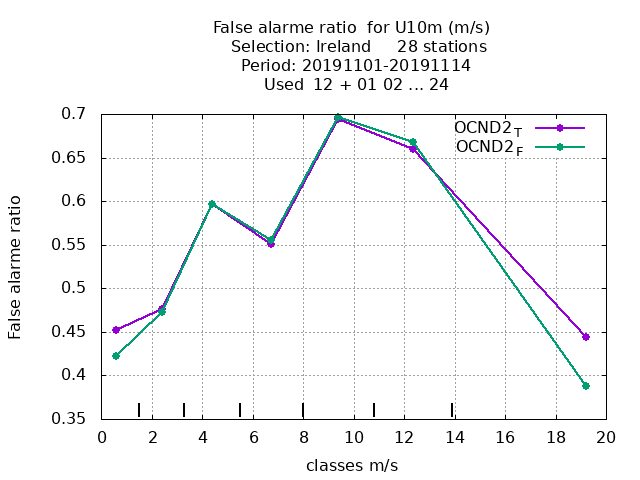 False alarme ratio  for U10m (m/s)
Selection: Ireland     28 stations
Period: 20191101-20191114
Used  12 + 01 02 ... 24
OCND2T
OCND2F
False alarme ratio
0.7
0.65
0.6
0.55
0.5
0.45
0.4
0.35
0 2 4 6 8 10 12 14 16 18 20
classes m/s